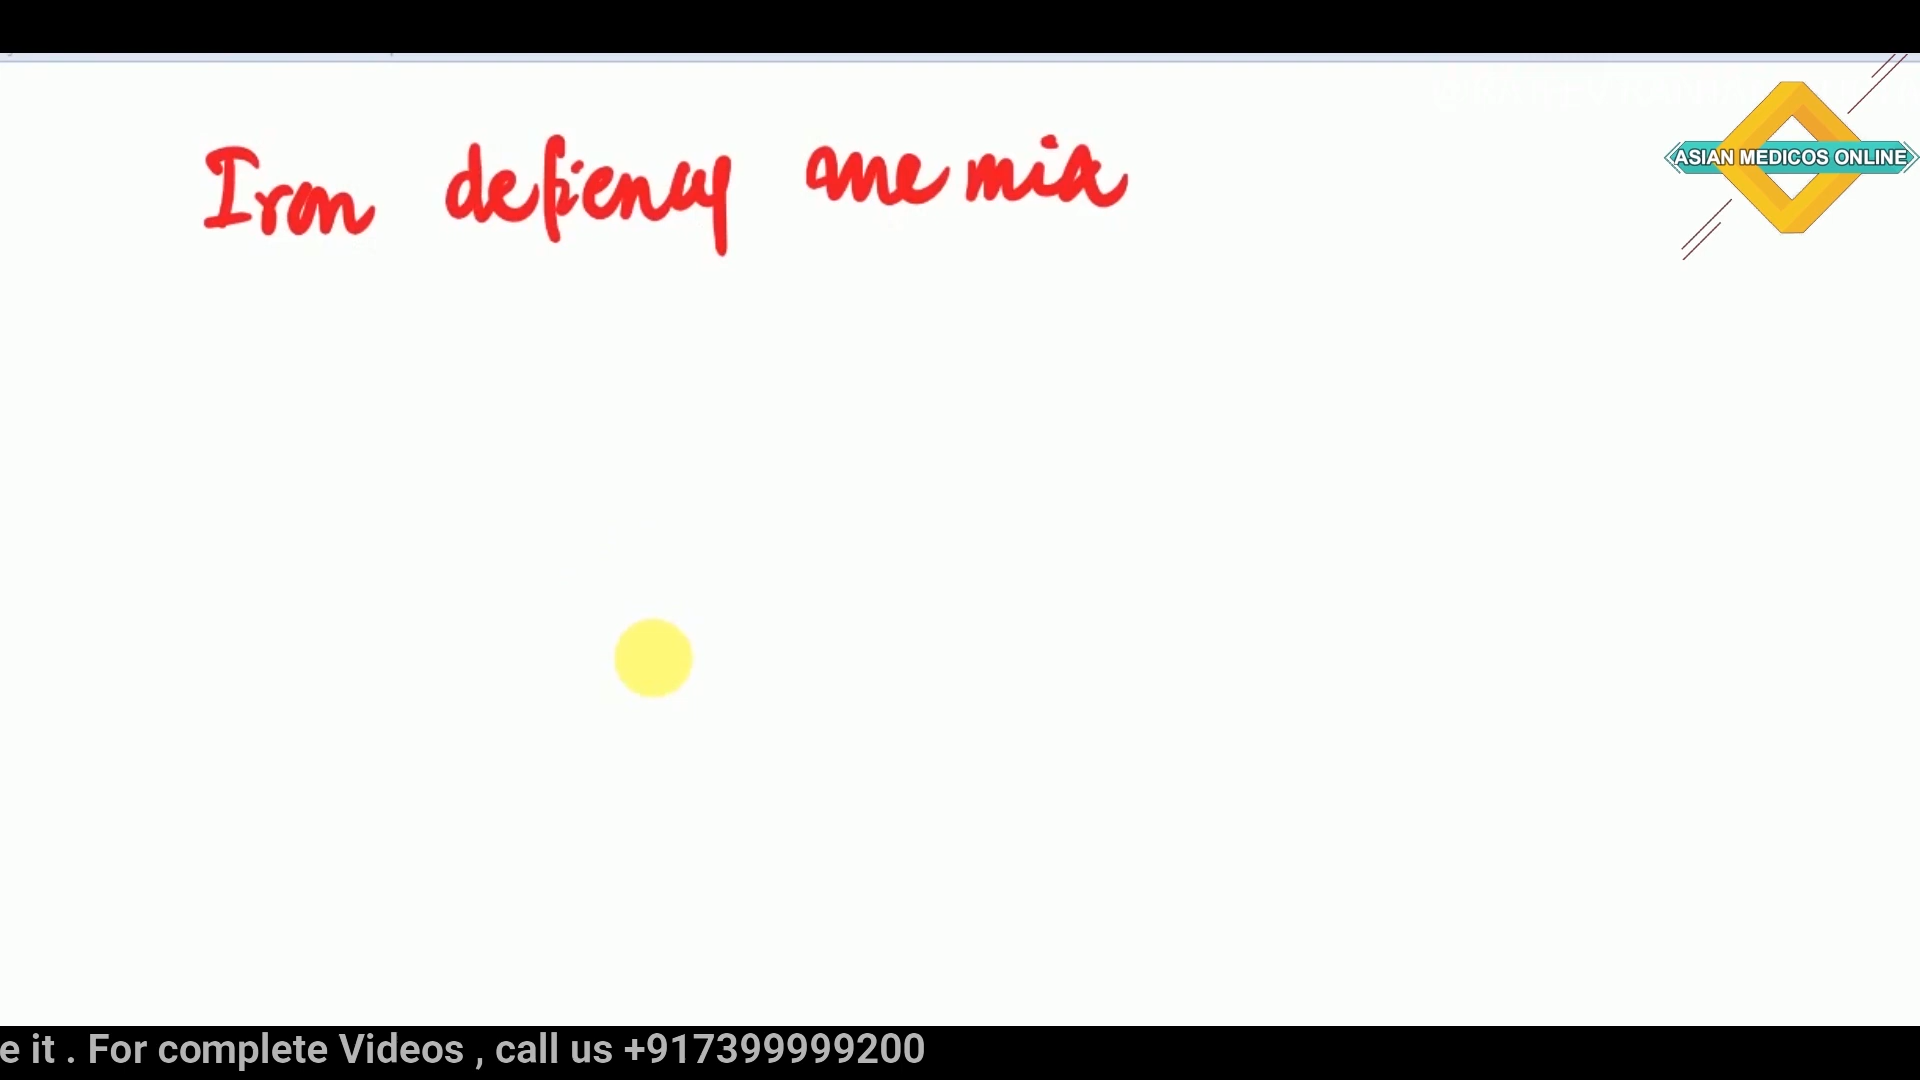 Iron defiency anemia
ASIAN MEDICOS ONLINE
e it . For complete Videos , call us +917399999200